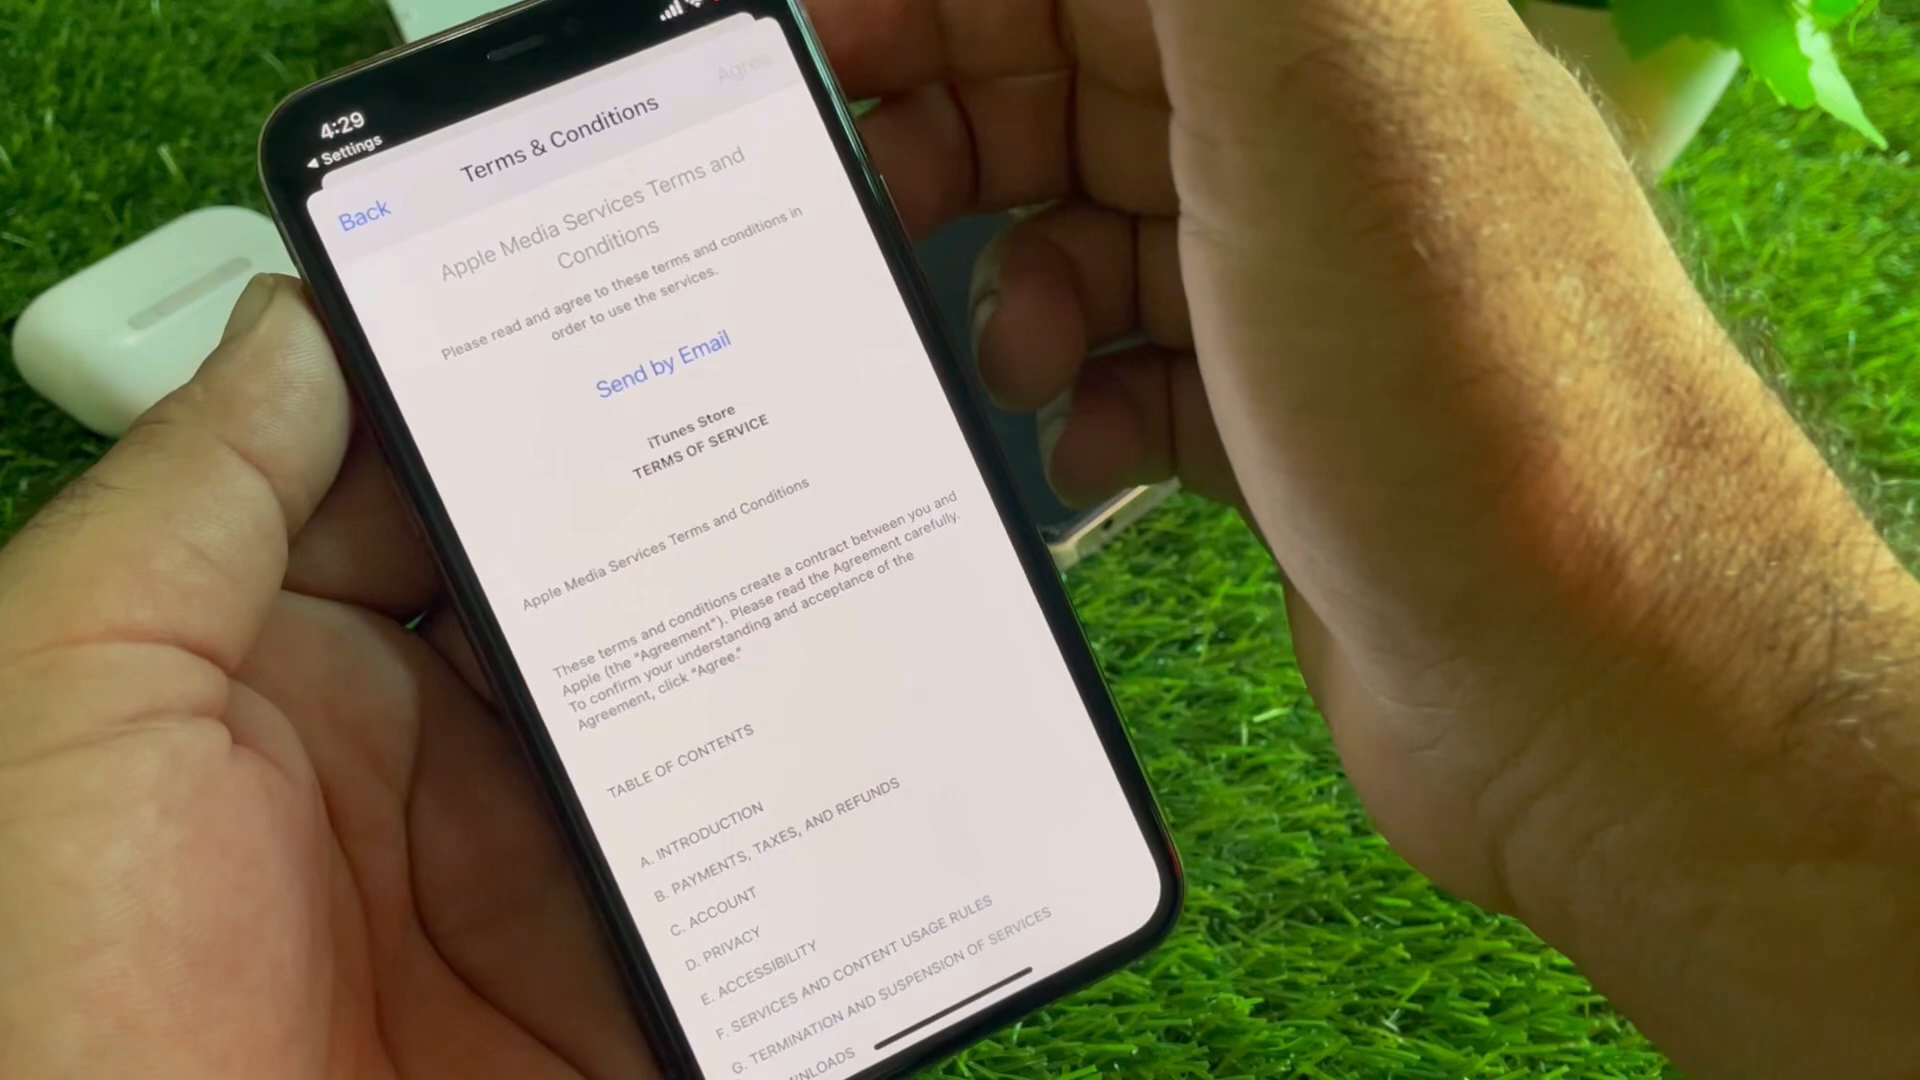 4:29
◀ Settings
Back
Terms & Conditions
Agree
Apple Media Services Terms and
Conditions
Please read and agree to these terms and conditions in
order to use the services.
Send by Email
iTunes Store
TERMS OF SERVICE
Apple Media Services Terms and Conditions
These terms and conditions create a contract between you and
Apple (the “Agreement”). Please read the Agreement carefully.
To confirm your understanding and acceptance of the
Agreement, click “Agree.”
TABLE OF CONTENTS
A. INTRODUCTION
B. PAYMENTS, TAXES, AND REFUNDS
C. ACCOUNT
D. PRIVACY
E. ACCESSIBILITY
F. SERVICES AND CONTENT USAGE RULES
G. TERMINATION AND SUSPENSION OF SERVICES